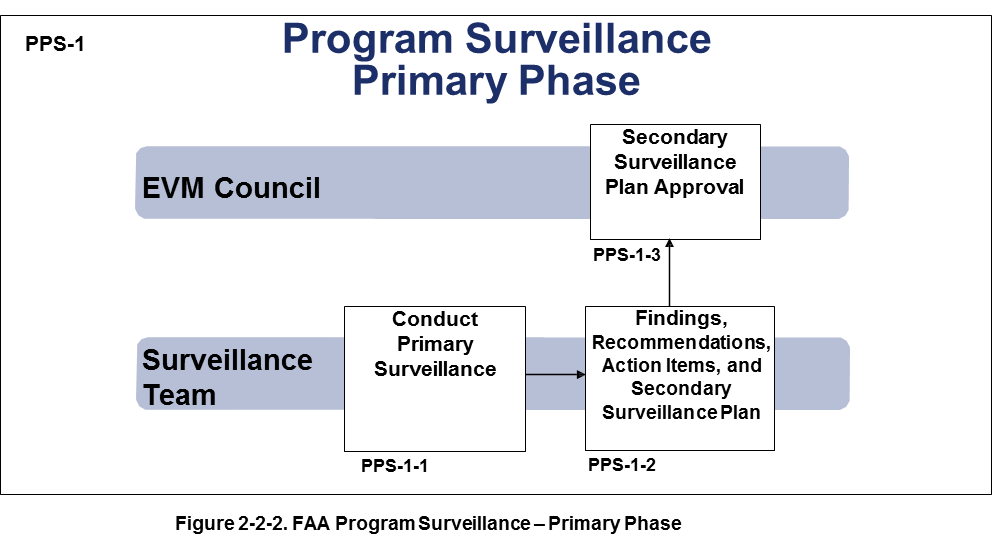 PPS-1
Program Surveillance
Primary Phase
Secondary
Surveillance
Plan Approval
EVM Council
PPS-1-3
Conduct
Primary
Surveillance
Findings,
Recommendations,
Action Items, and
Secondary
Surveillance Plan
Surveillance
Team
PPS-1-1
PPS-1-2
Figure 2-2-2. FAA Program Surveillance – Primary Phase